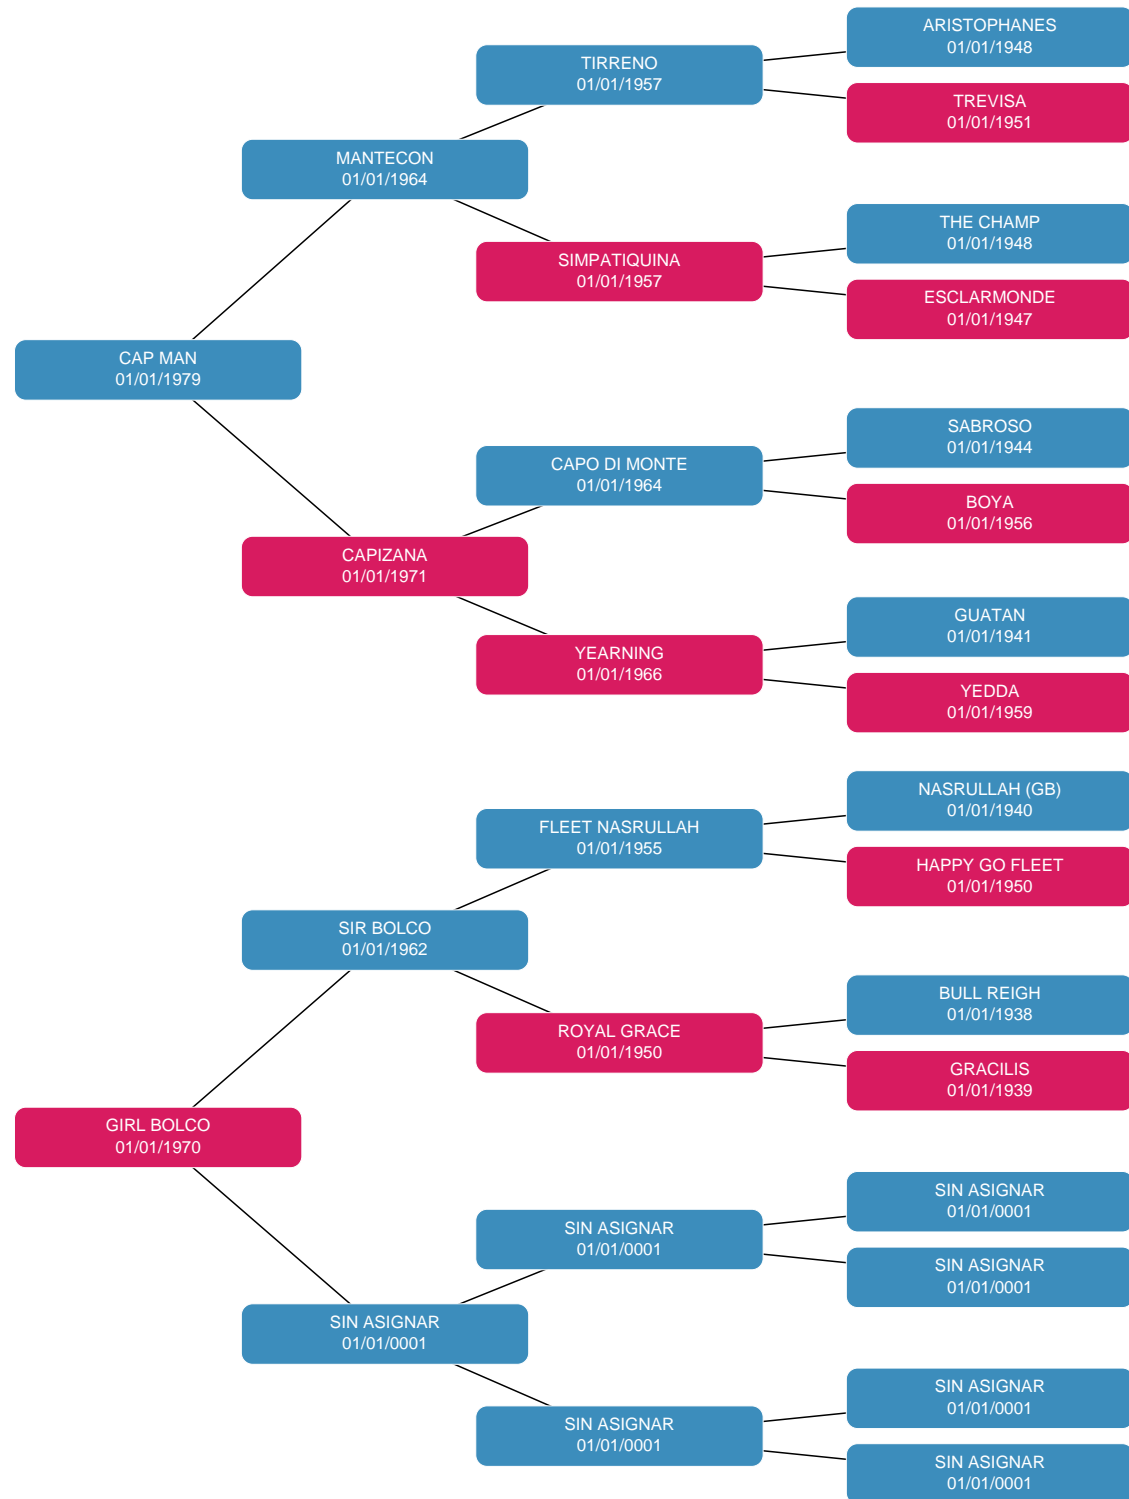 ARISTOPHANES
01/01/1948
TIRRENO
01/01/1957
TREVISA
01/01/1951
MANTECON
01/01/1964
THE CHAMP
01/01/1948
SIMPATIQUINA
01/01/1957
ESCLARMONDE
01/01/1947
CAP MAN
01/01/1979
SABROSO
01/01/1944
CAPO DI MONTE
01/01/1964
BOYA
01/01/1956
CAPIZANA
01/01/1971
GUATAN
01/01/1941
YEARNING
01/01/1966
YEDDA
01/01/1959
NASRULLAH (GB)
01/01/1940
FLEET NASRULLAH
01/01/1955
HAPPY GO FLEET
01/01/1950
SIR BOLCO
01/01/1962
BULL REIGH
01/01/1938
ROYAL GRACE
01/01/1950
GRACILIS
01/01/1939
GIRL BOLCO
01/01/1970
SIN ASIGNAR
01/01/0001
SIN ASIGNAR
01/01/0001
SIN ASIGNAR
01/01/0001
SIN ASIGNAR
01/01/0001
SIN ASIGNAR
01/01/0001
SIN ASIGNAR
01/01/0001
SIN ASIGNAR
01/01/0001